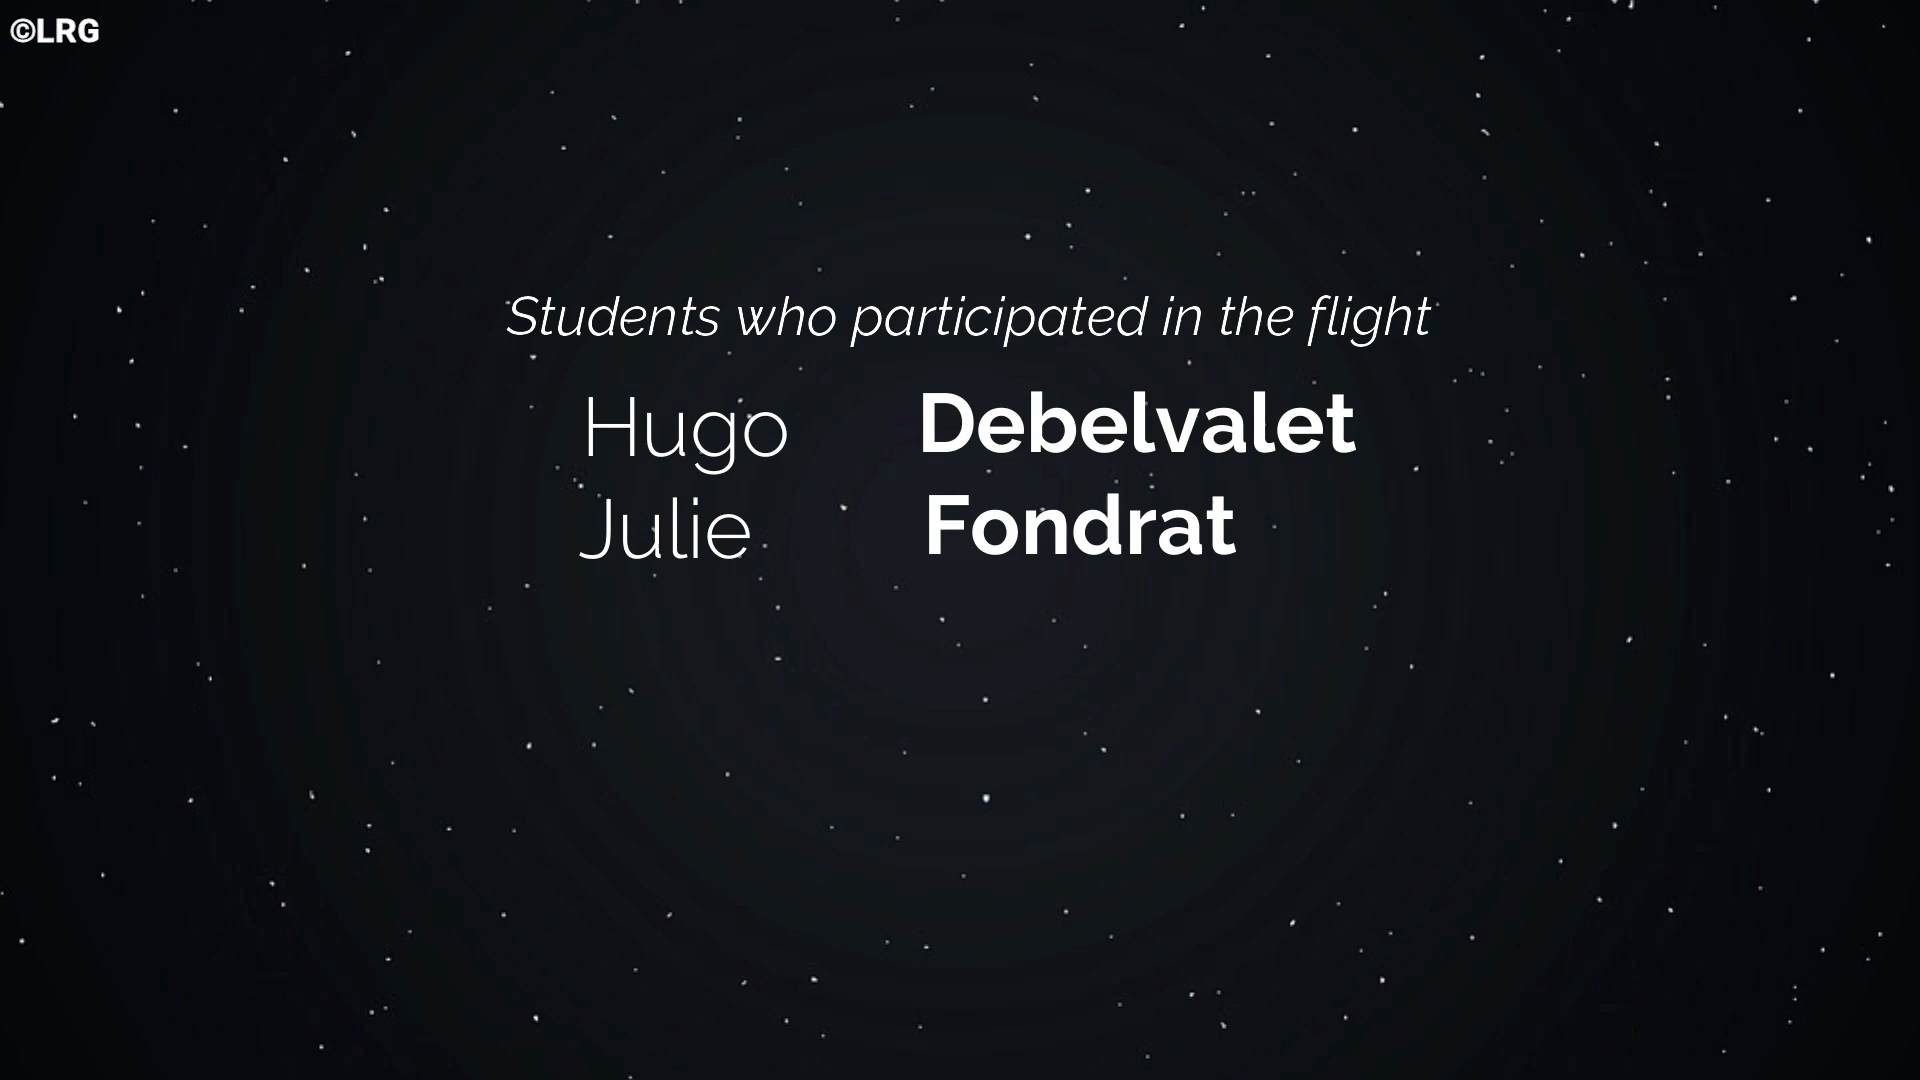 ©LRG
Students who participated in the flight
Hugo Debelvalet
Julie Fondrat